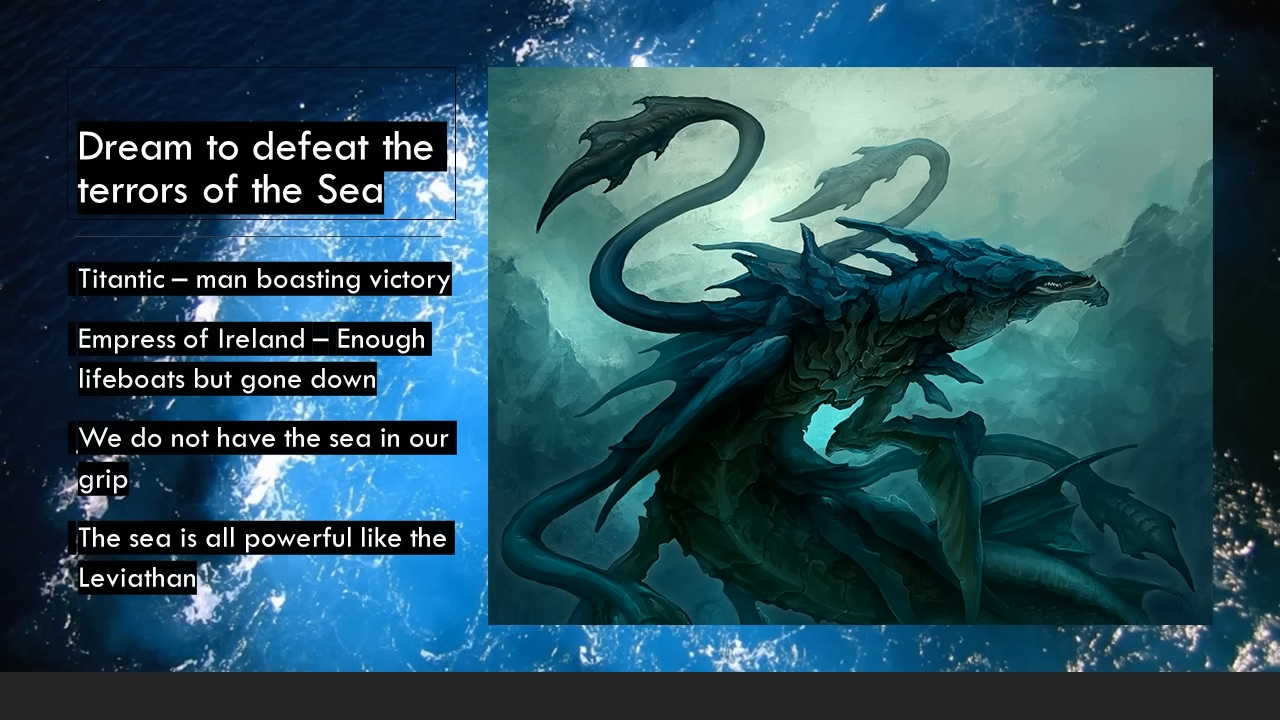 Dream to defeat the
terrors of the Sea
Titantic – man boasting victory
Empress of Ireland – Enough
lifeboats but gone down
We do not have the sea in our
grip
The sea is all powerful like the
Leviathan